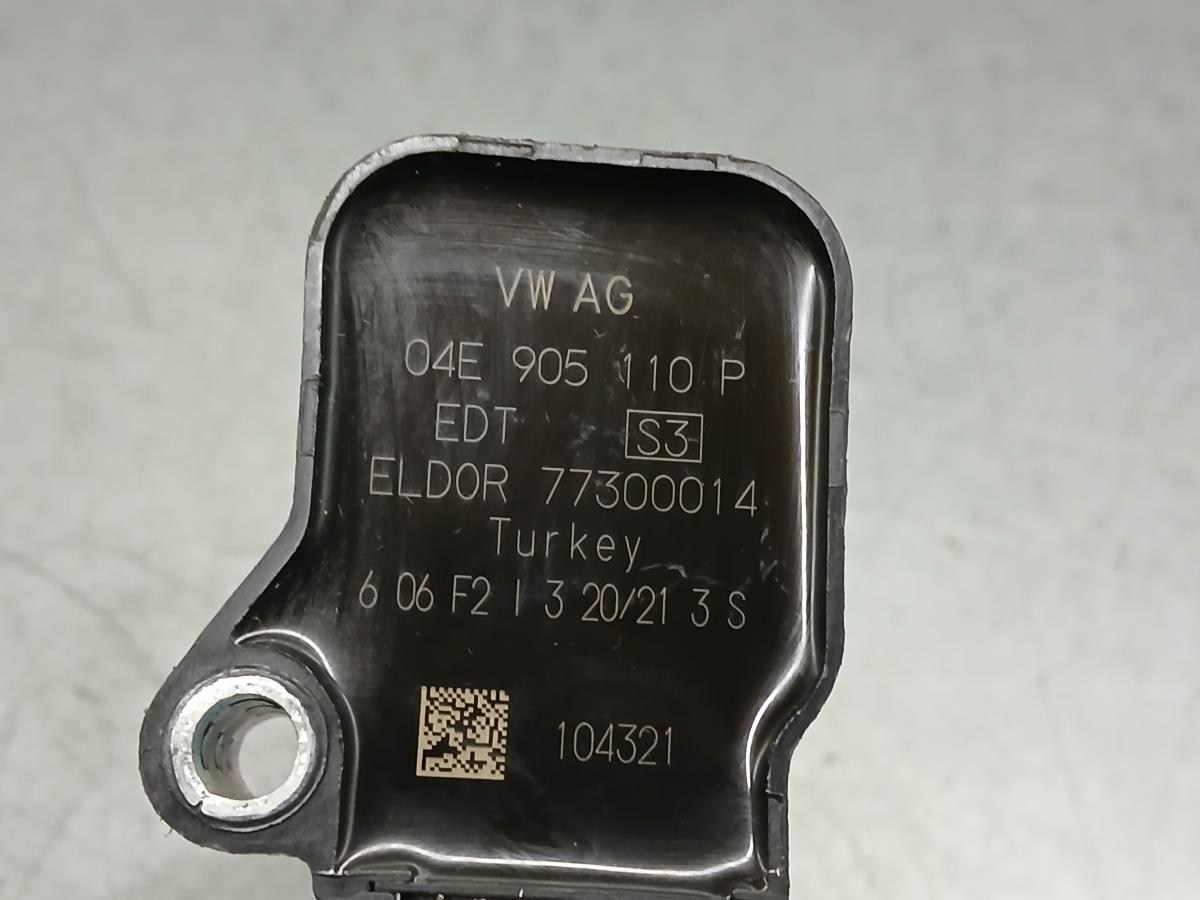 VW AG
04E 905 110 P
EDT S3
ELDOR 77300014
Turkey
6 06 F2 I 3 20/21 3 S
104321